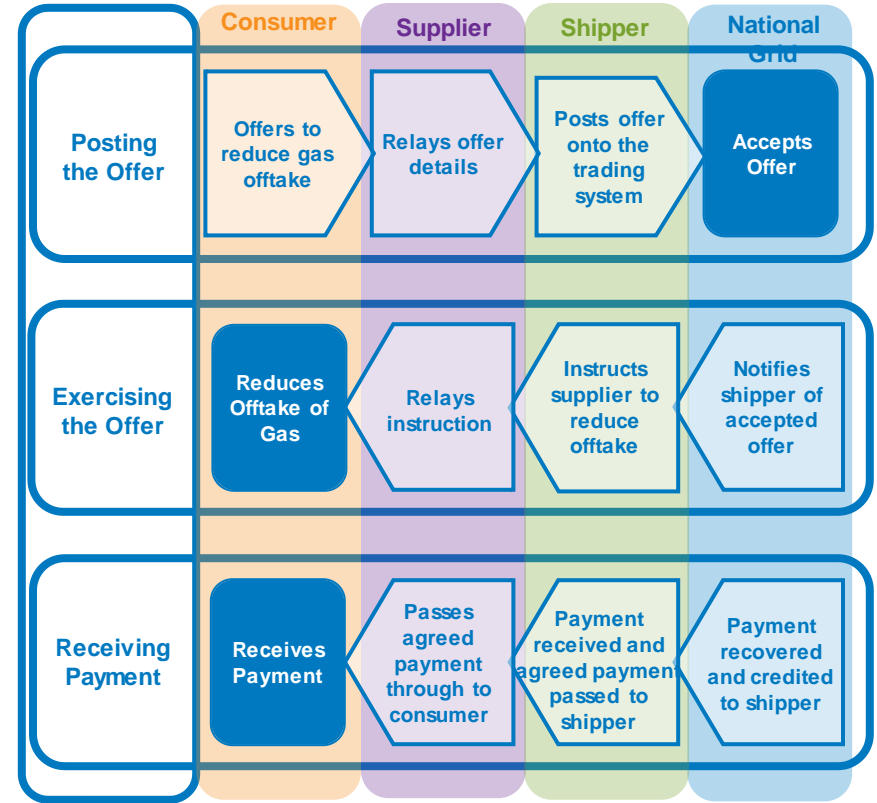 Consumer
Supplier
Shipper
National
Grid
Posting
the Offer
Offers to
reduce gas
offtake
Relays offer
details
Posts offer
onto the
trading
system
Accepts
Offer
Exercising
the Offer
Reduces
Offtake of
Gas
Relays
instruction
Instructs
supplier to
reduce
offtake
Notifies
shipper of
accepted
offer
Receiving
Payment
Receives
Payment
Passes
agreed
payment
through to
consumer
Payment
received and
agreed payment
passed to
shipper
Payment
recovered
and credited
to shipper